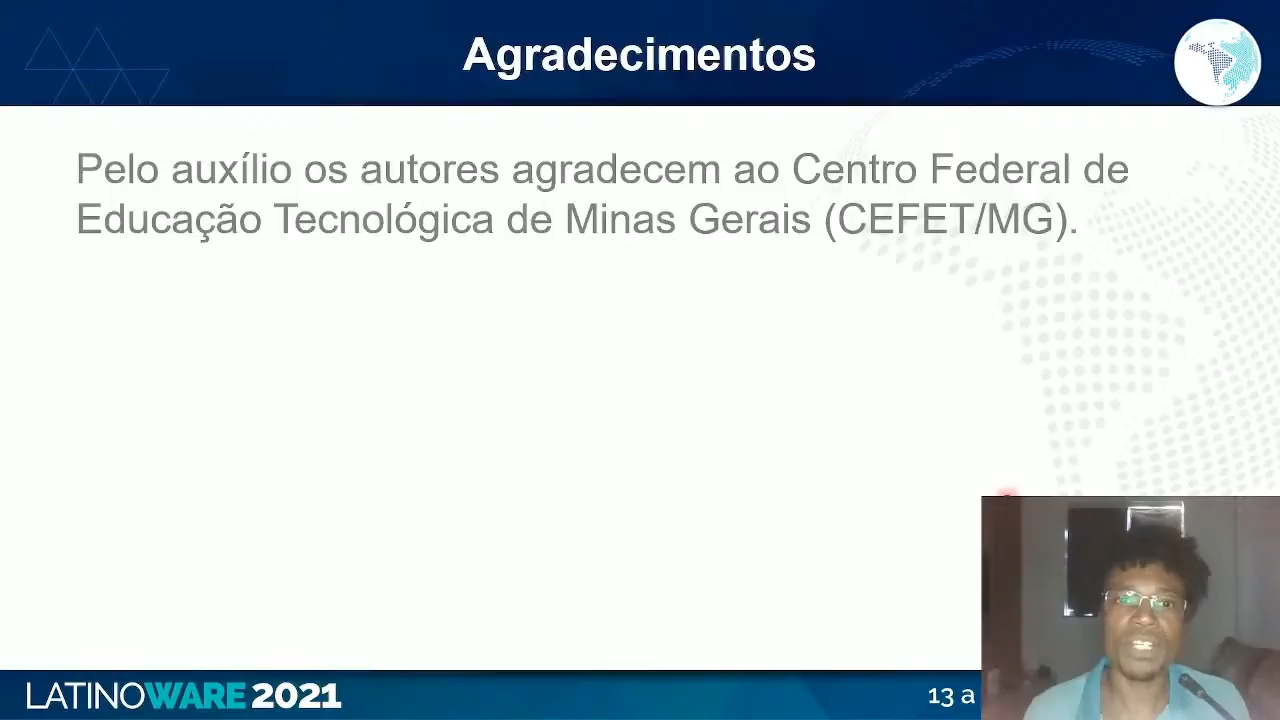 Agradecimentos
Pelo auxílio os autores agradecem ao Centro Federal de
Educação Tecnológica de Minas Gerais (CEFET/MG).
LATINOWARE 2021
13 a